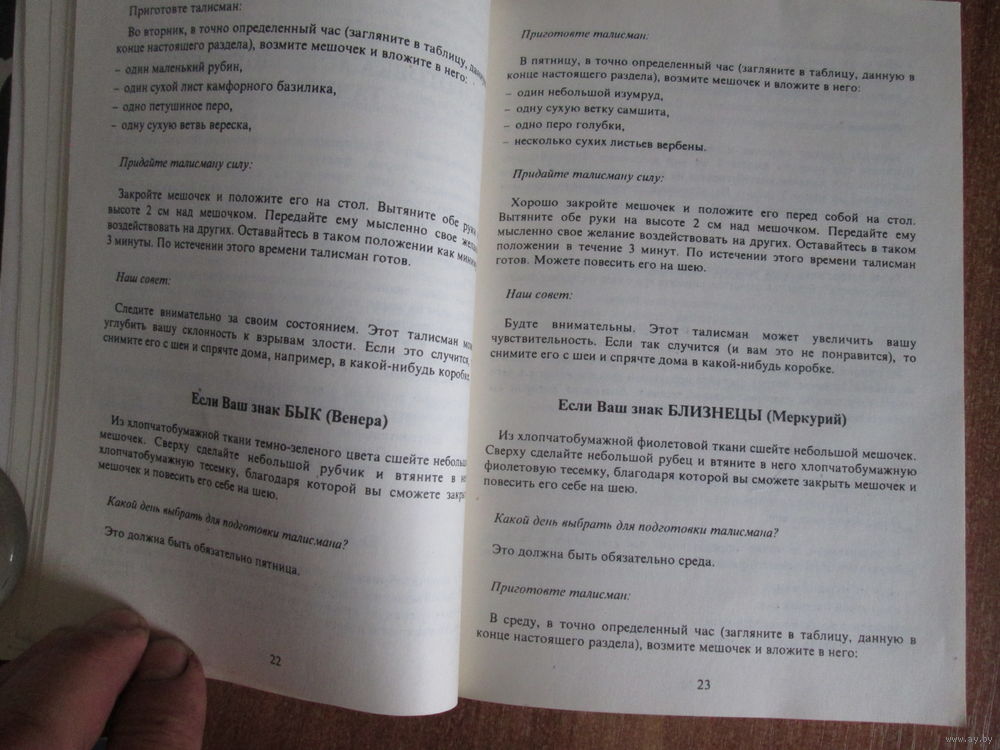 Приготовте талисман:
Во вторник, в точно определенный час (загляните в таблицу, данную
конце настоящего раздела), возмите мешочек и вложите в него:
– один маленький рубин,
– один сухой лист камфорного базилика,
– одно петушиное перо,
– одну сухую ветвь вереска,
Придайте талисману силу:
Закройте мешочек и положите его на стол. Вытяните обе руки
высоте 2 см над мешочком. Передайте ему мысленно свое
воздействовать на других. Оставайтесь в таком положении как
3 минуты. По истечении этого времени талисман готов.
Наш совет:
Следите внимательно за своим состоянием. Этот талисман
углубить вашу склонность к взрывам злости. Если это случится,
снимите его с шеи и спрячте дома, например, в какой-нибудь коробке
Если Ваш знак БЫК (Венера)
Из хлопчатобумажной ткани темно-зеленого цвета сшейте
мешочек. Сверху сделайте небольшой рубчик и втяните в
хлопчатобумажную тесемку, благодаря которой вы сможете
мешочек и повесить его себе на шею.
Какой день выбрать для подготовки талисмана?
Это должна быть обязательно пятница.
22
Приготовте талисман:
В пятницу, в точно определенный час (загляните в таблицу, данную в
конце настоящего раздела), возмите мешочек и вложите в него:
– один небольшой изумруд,
– одну сухую ветку самшита,
– одно перо голубки,
– несколько сухих листьев вербены.
Придайте талисману силу:
Хорошо закройте мешочек и положите его перед собой на стол.
Вытяните обе руки на высоте 2 см над мешочком. Передайте ему
мысленно свое желание воздействовать на других. Оставайтесь в таком
положении в течение 3 минут. По истечении этого времени талисман
готов. Можете повесить его на шею.
Наш совет:
Будте внимательны. Этот талисман может увеличить вашу
чувствительность. Если так случится (и вам это не понравится), то
снимите его с шеи и спрячте дома в какой-нибудь коробке.
Если Ваш знак БЛИЗНЕЦЫ (Меркурий)
Из хлопчатобумажной фиолетовой ткани сшейте небольшой мешочек.
Сверху сделайте небольшой рубец и втяните в него хлопчатобумажную
фиолетовую тесемку, благодаря которой вы сможете закрыть мешочек и
повесить его себе на шею.
Какой день выбрать для подготовки талисмана?
Это должна быть обязательно среда.
Приготовте талисман:
В среду, в точно определенный час (загляните в таблицу, данную в
конце настоящего раздела), возмите мешочек и вложите в него:
23
www.ay.by